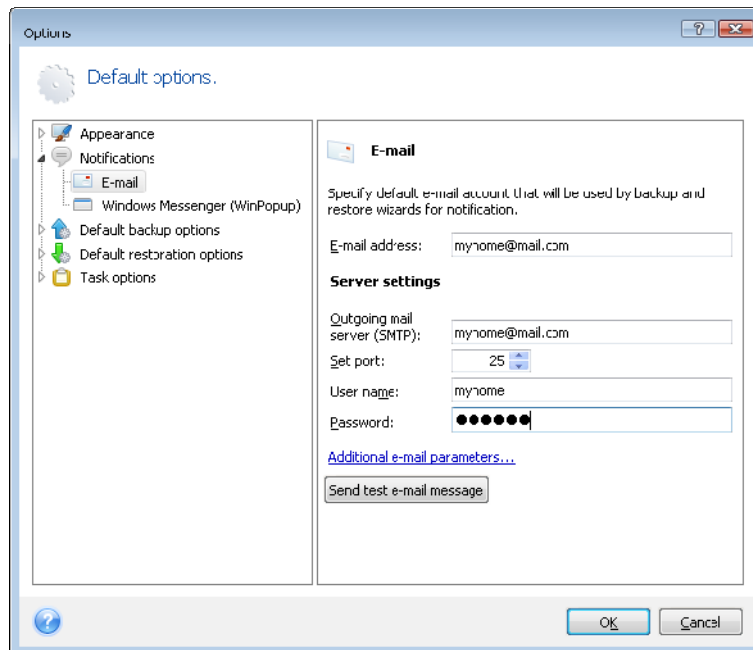 Options
Default options.
Appearance
Notifications
E-mail
Windows Messenger (WinPopup)
Default backup options
Default restoration options
Task options
E-mail
Specify default e-mail account that will be used by backup and
restore wizards for notification.
E-mail address: myhome@mail.com
Server settings
Outgoing mail
server (SMTP): myhome@mail.com
Set port: 25
User name: myhome
Password: ●●●●●●
Additional e-mail parameters...
Send test e-mail message
OK Cancel